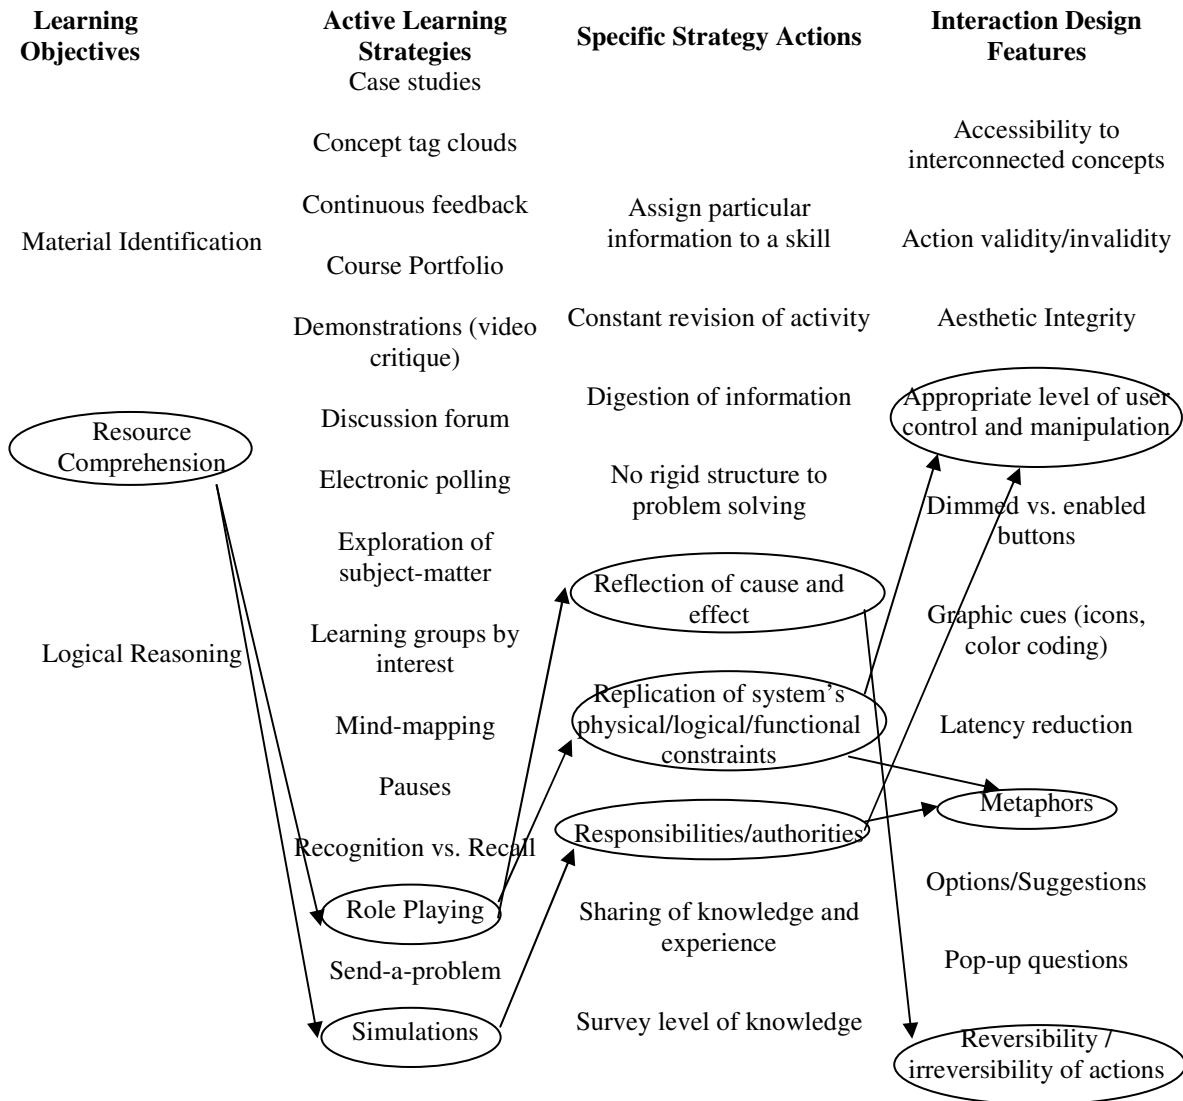 Learning
Objectives
Material Identification
Resource
Comprehension
Logical Reasoning
Active Learning
Strategies
Case studies
Concept tag clouds
Continuous feedback
Course Portfolio
Demonstrations (video
critique)
Discussion forum
Electronic polling
Exploration of
subject-matter
Learning groups by
interest
Mind-mapping
Pauses
Recognition vs. Recall
Role Playing
Send-a-problem
Simulations
Specific Strategy Actions
Assign particular
information to a skill
Constant revision of activity
Digestion of information
No rigid structure to
problem solving
Reflection of cause and
effect
Replication of system's
physical/logical/functional
constraints
Responsibilities/authorities
Sharing of knowledge and
experience
Survey level of knowledge
Interaction Design
Features
Accessibility to
interconnected concepts
Action validity/invalidity
Aesthetic Integrity
Appropriate level of user
control and manipulation
Dimmed vs. enabled
buttons
Graphic cues (icons,
color coding)
Latency reduction
Metaphors
Options/Suggestions
Pop-up questions
Reversibility /
irreversibility of actions